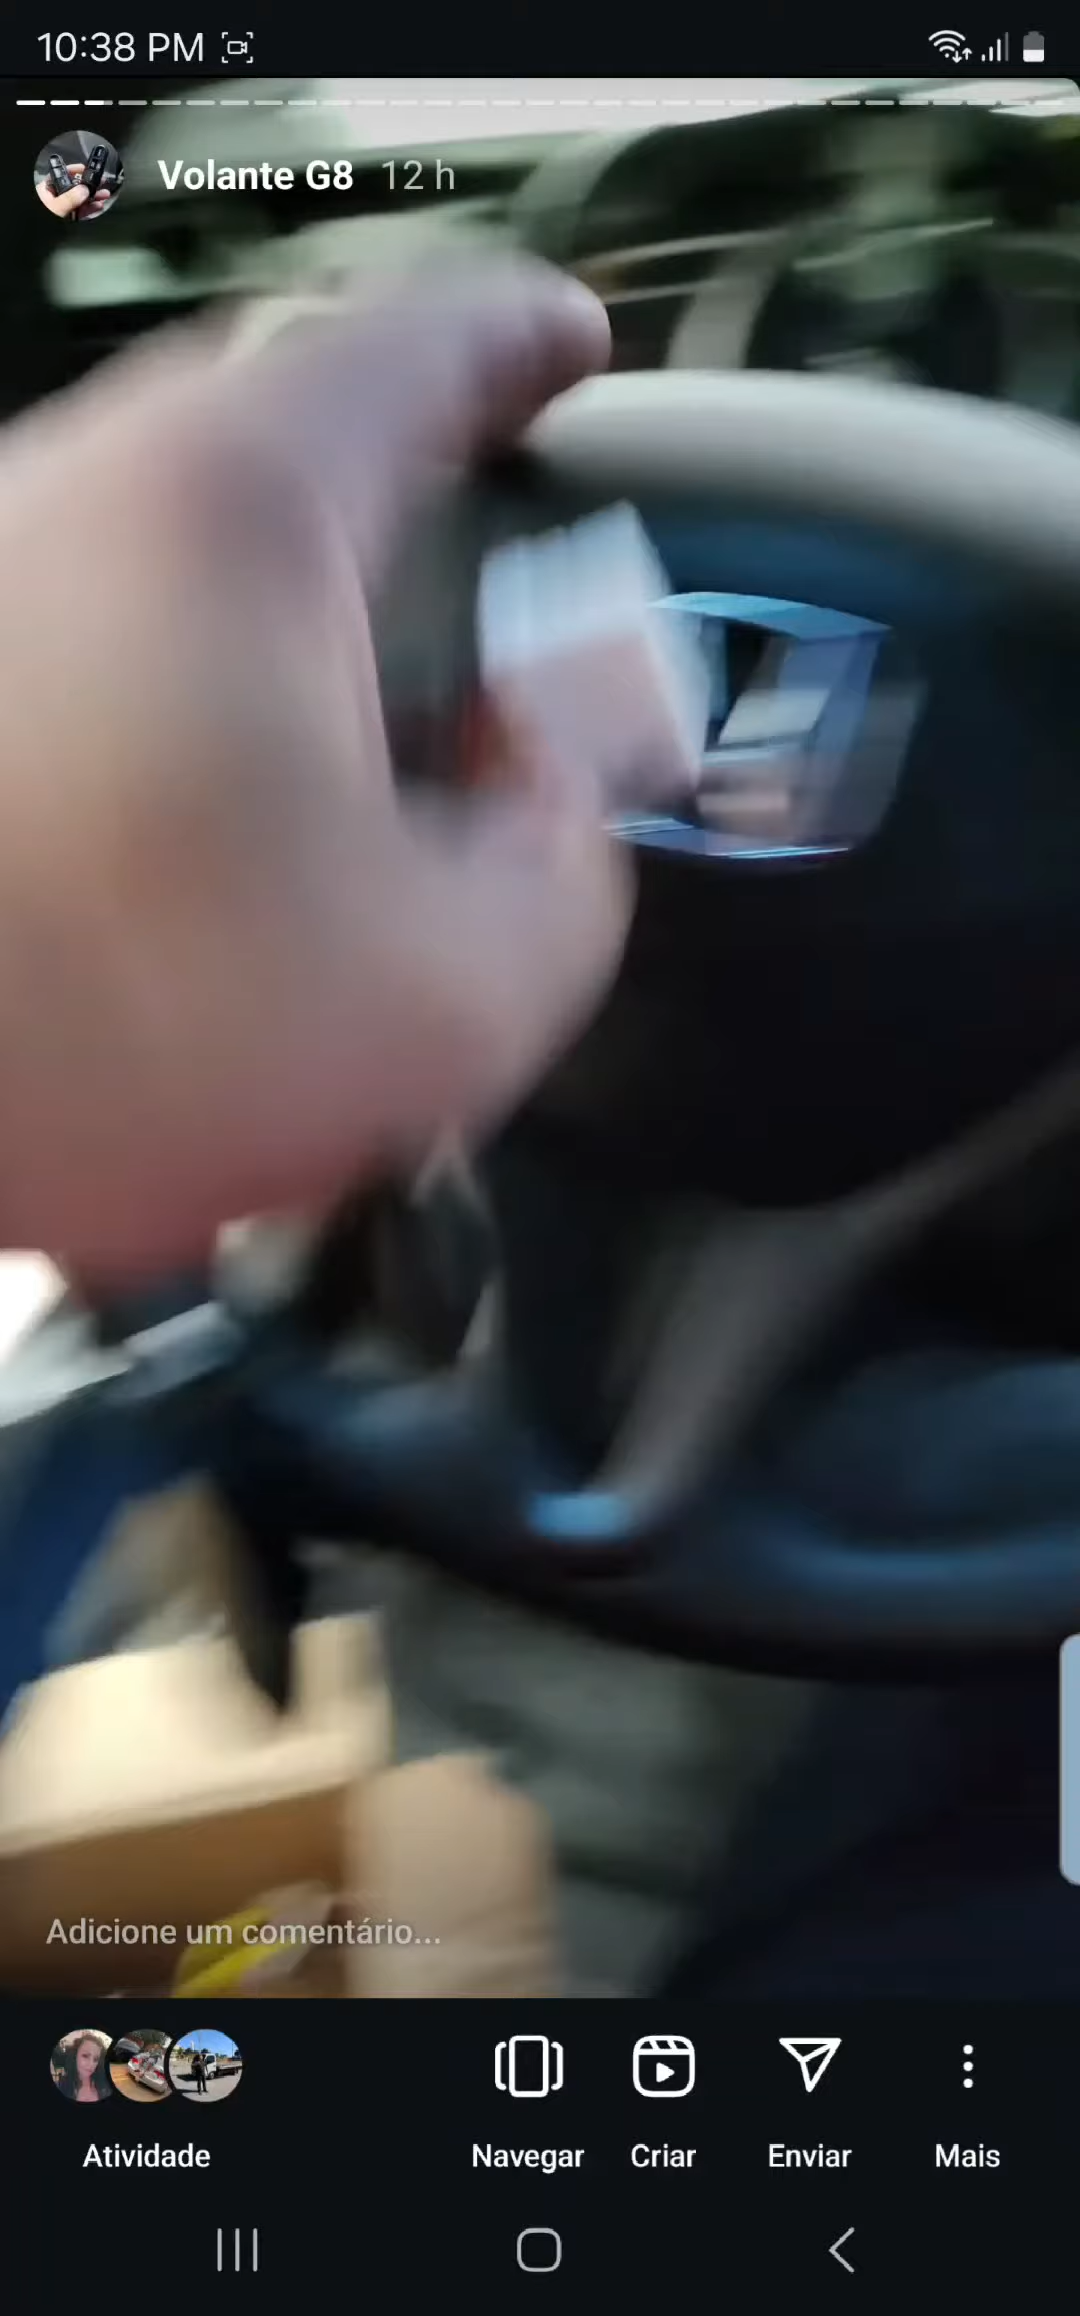 10:38 PM
Volante G8 12 h
Adicione um comentário...
Atividade
Navegar
Criar
Enviar
Mais